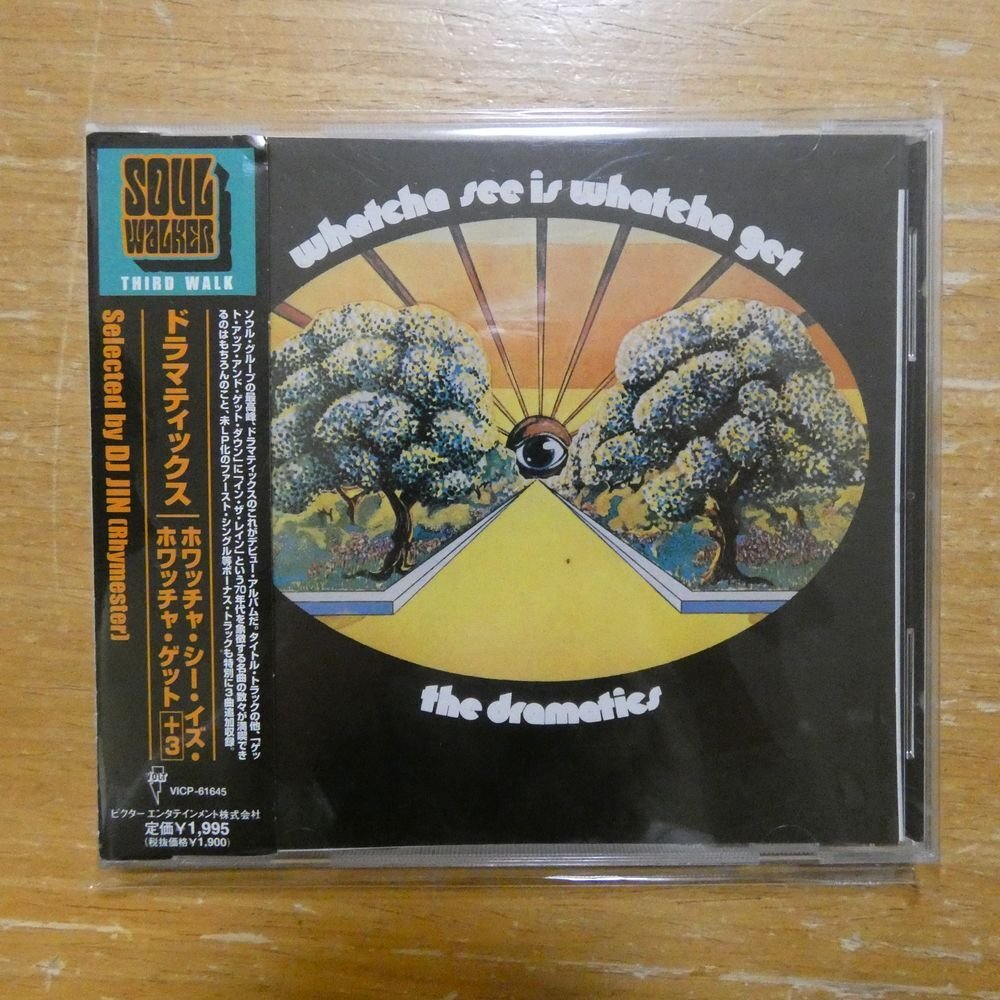 SOUL
WALKER
THIRD WALK
ソウル・グループの最高峰、ドラマティックスのこれがデビュー・アルバムだ。タイトル・トラックの他、「ゲッ
ト・アップ・アンド・ゲット・ダウン」に「イン・ザ・レイン」という70年代を象徴する名曲の数々が満喫でき
るのはもちろんのこと、未LP化のファースト・シングル等ボーナス・トラックも特別に3曲追加収録。
ドラマティックス
ホワッチャ・シー・イズ・
ホワッチャ・ゲット +3
Selected by DJ JIN (Rhymester)
VOLT
VICP-61645
ビクター エンタテインメント株式会社
定価¥1,995
(税抜価格¥1,900)
whatcha see is whatcha get
the dramatics